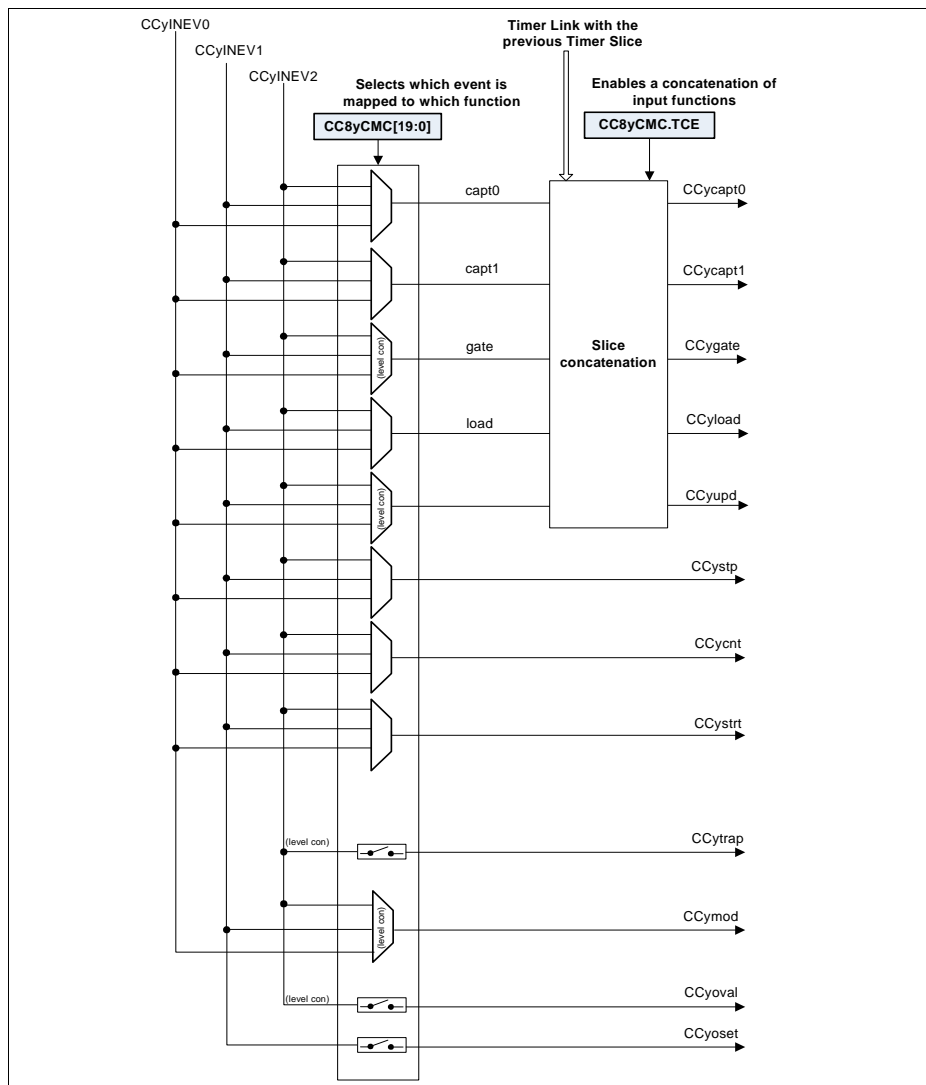 CCyINEV0
CCyINEV1
CCyINEV2
Timer Link with the
previous Timer Slice
Selects which event is
mapped to which function
CC8yCMC[19:0]
Enables a concatenation of
input functions
CC8yCMC.TCE
capt0
CCycapt0
capt1
CCycapt1
(level con)
gate
Slice
concatenation
CCygate
load
CCyload
(level con)
CCyupd
CCystp
CCycnt
CCystrt
(level con)
CCytrap
(level con)
CCymod
(level con)
CCyoval
CCyoset